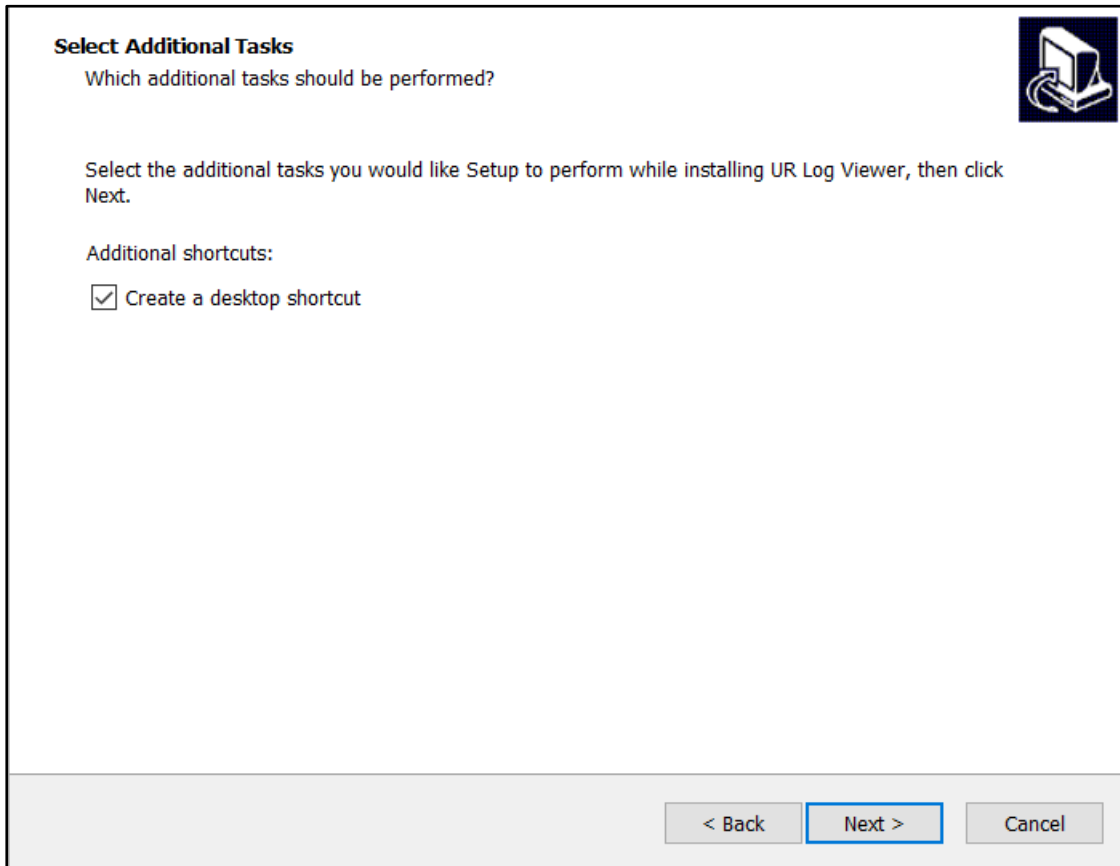 Select Additional Tasks
Which additional tasks should be performed?
Select the additional tasks you would like Setup to perform while installing UR Log Viewer, then click
Next.
Additional shortcuts:
Create a desktop shortcut
< Back
Next >
Cancel